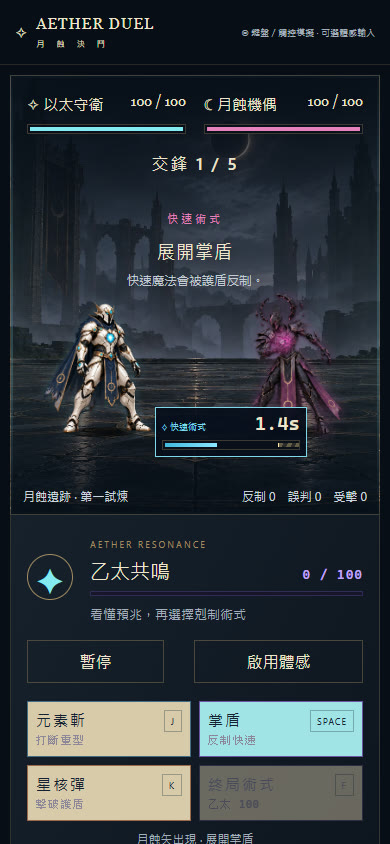 ✧ AETHER DUEL
月蝕決鬥
⌾ 鍵盤 / 觸控模擬 · 可選體感輸入
✧ 以太守衛 100 / 100
☾ 月蝕機偶 100 / 100
交鋒 1 / 5
快速術式
展開掌盾
快速魔法會被護盾反制。
◊ 快速術式 1.4s
月蝕遺跡 · 第一試煉
反制 0 誤判 0 受擊 0
AETHER RESONANCE
乙太共鳴 0 / 100
看懂預兆，再選擇剋制術式
暫停
啟用體感
元素斬 J
打斷重型
掌盾 SPACE
反制快速
星核彈 K
擊破護盾
終局術式 F
乙太 100
月蝕矢出現，展開掌盾